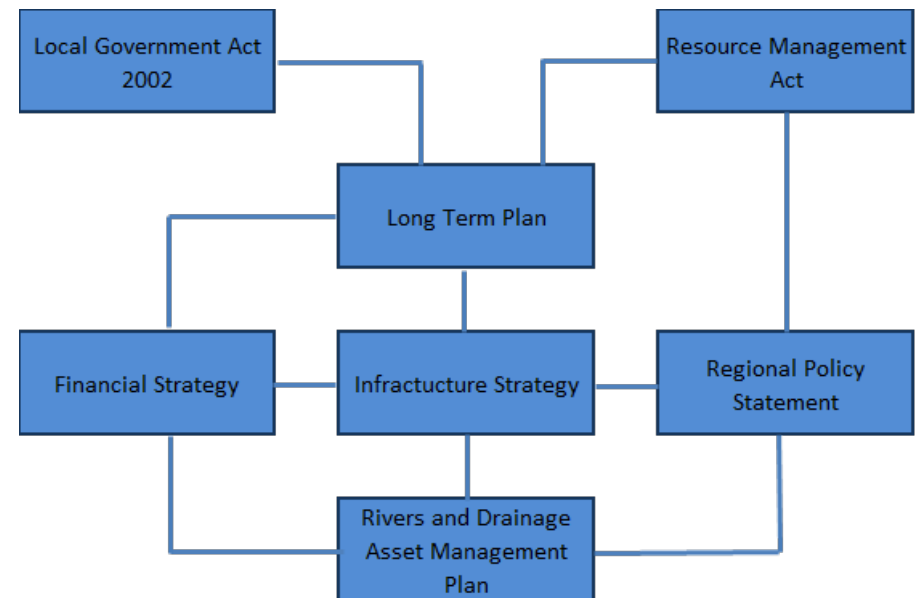 Local Government Act
2002
Resource Management
Act
Long Term Plan
Financial Strategy
Infractucture Strategy
Regional Policy
Statement
Rivers and Drainage
Asset Management
Plan